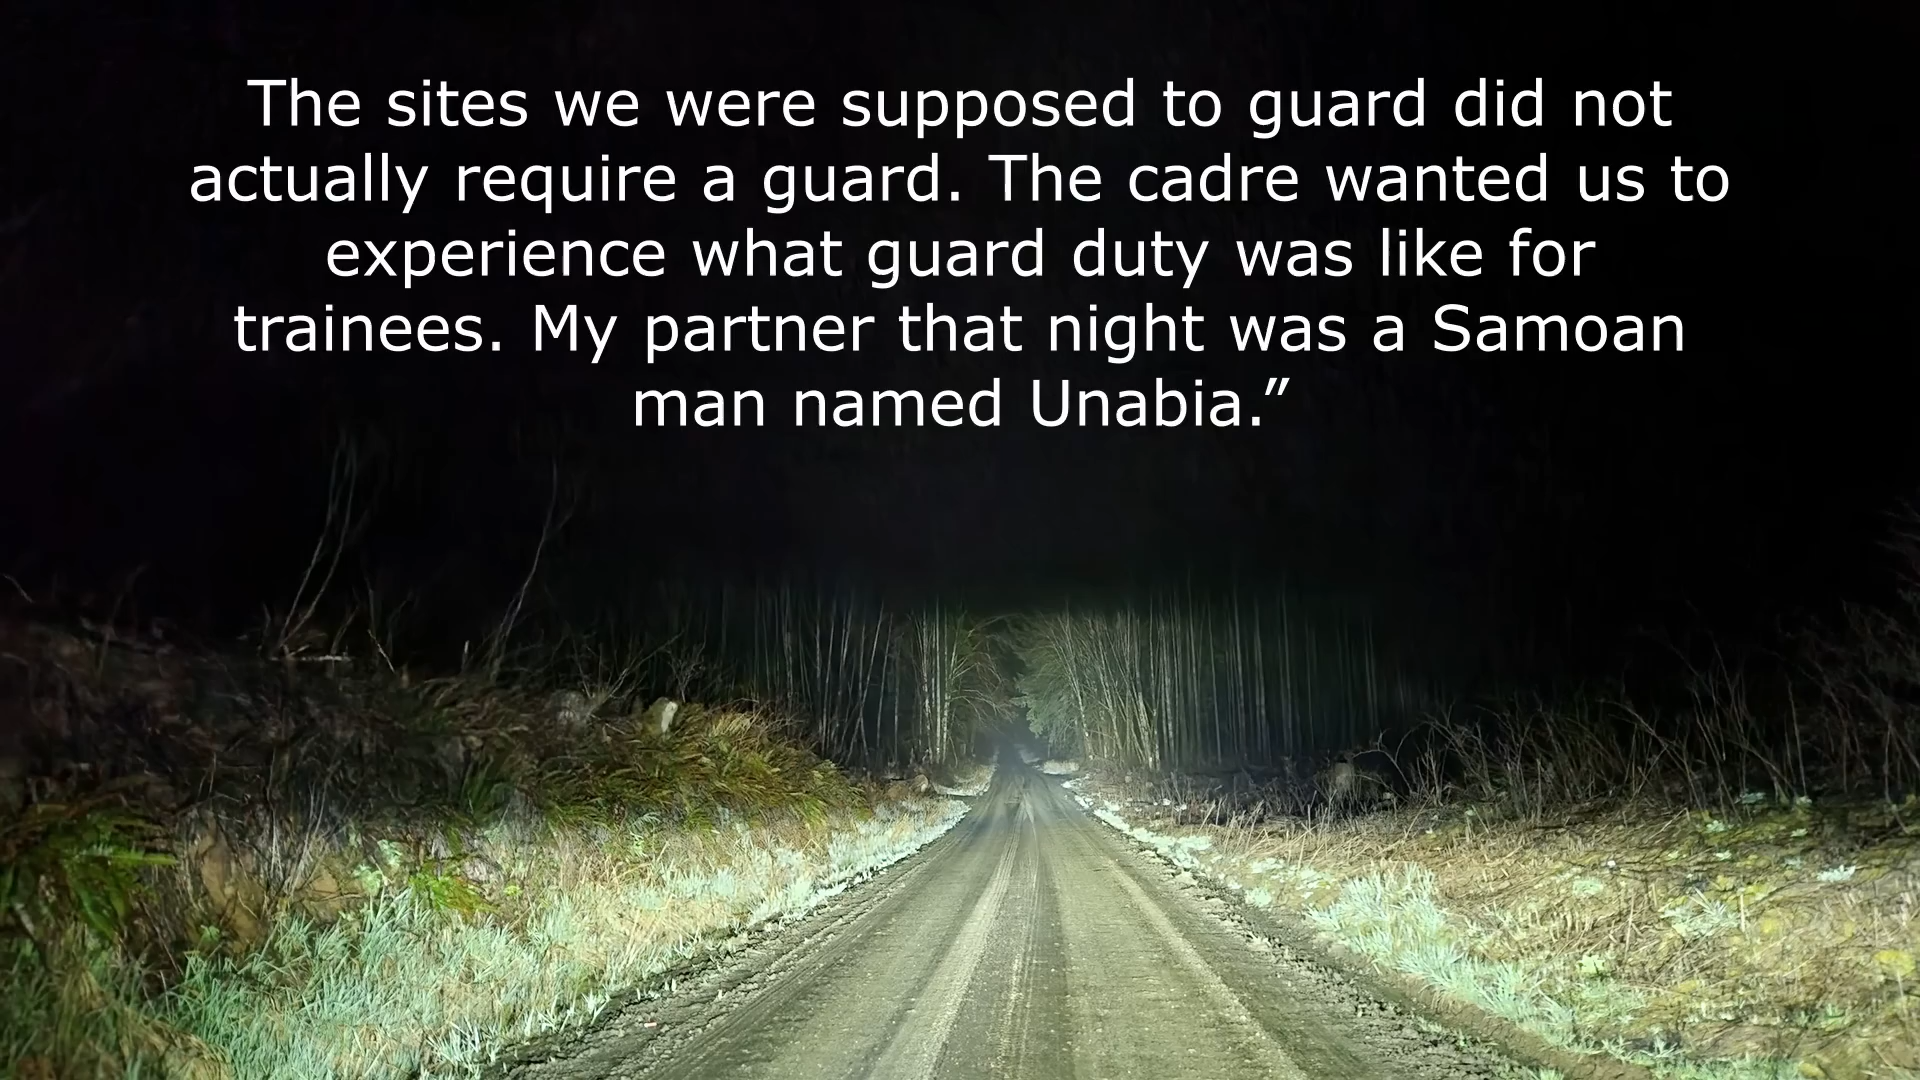 The sites we were supposed to guard did not
actually require a guard. The cadre wanted us to
experience what guard duty was like for
trainees. My partner that night was a Samoan
man named Unabia.”